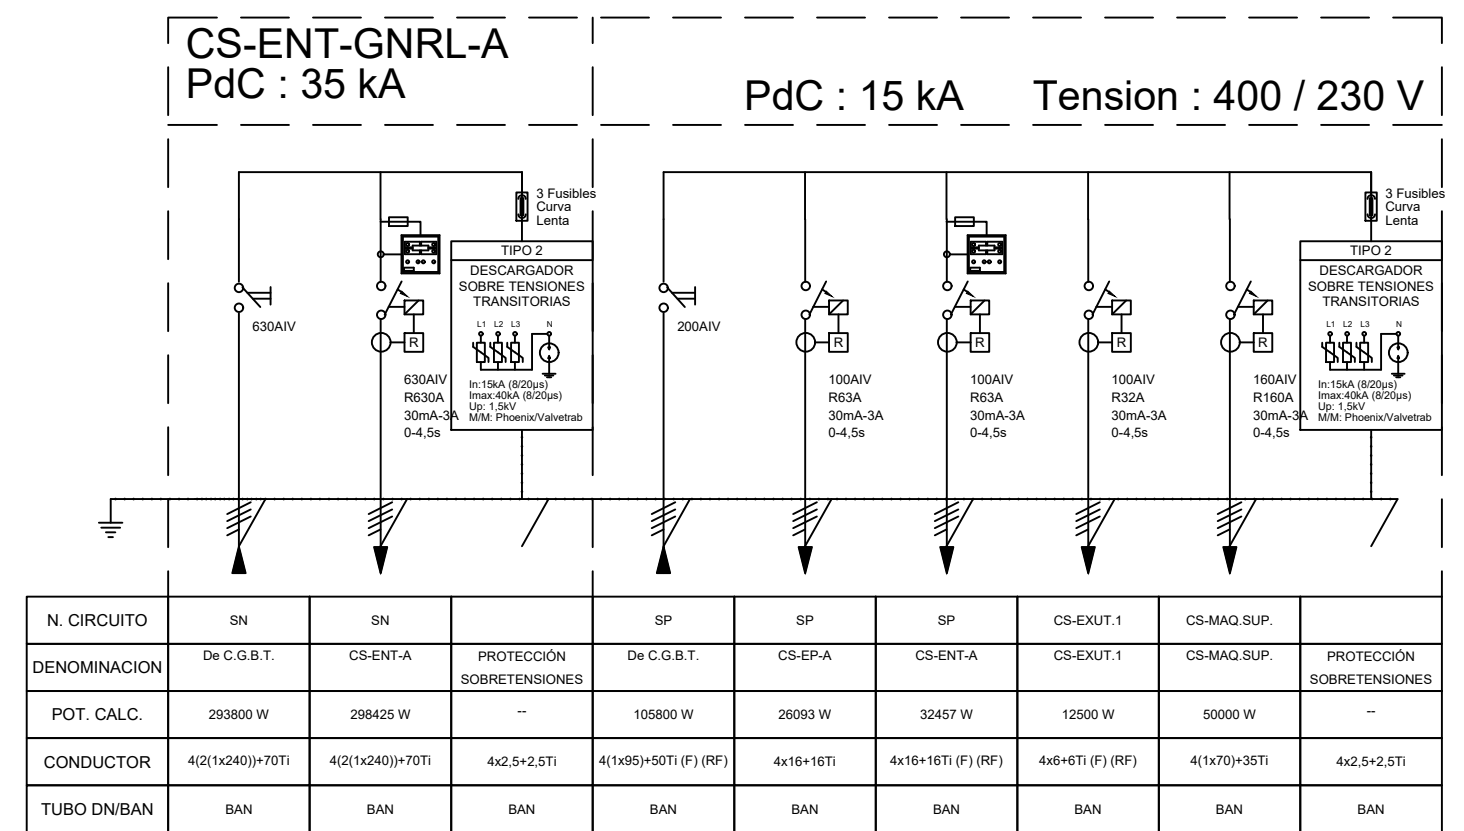 CS-ENT-GNRL-A
PdC : 35 kA
PdC : 15 kA Tension : 400 / 230 V
3 Fusibles
Curva
Lenta
TIPO 2
DESCARGADOR
SOBRE TENSIONES
TRANSITORIAS
L1 L2 L3 N
In:15kA (8/20µs)
Imax:40kA (8/20µs)
Up: 1,5kV
M/M: Phoenix/Valvetrab
630AIV
R
630AIV
R630A
30mA-3A
0-4,5s
200AIV
R
100AIV
R63A
30mA-3A
0-4,5s
R
100AIV
R63A
30mA-3A
0-4,5s
R
100AIV
R32A
30mA-3A
0-4,5s
R
160AIV
R160A
30mA-3A
0-4,5s
3 Fusibles
Curva
Lenta
TIPO 2
DESCARGADOR
SOBRE TENSIONES
TRANSITORIAS
L1 L2 L3 N
In:15kA (8/20µs)
Imax:40kA (8/20µs)
Up: 1,5kV
M/M: Phoenix/Valvetrab
N. CIRCUITO SN SN SP SP SP CS-EXUT.1 CS-MAQ.SUP.
DENOMINACION De C.G.B.T. CS-ENT-A PROTECCIÓN SOBRETENSIONES De C.G.B.T. CS-EP-A CS-ENT-A CS-EXUT.1 CS-MAQ.SUP. PROTECCIÓN SOBRETENSIONES
POT. CALC. 293800 W 298425 W -- 105800 W 26093 W 32457 W 12500 W 50000 W --
CONDUCTOR 4(2(1x240))+70Ti 4(2(1x240))+70Ti 4x2,5+2,5Ti 4(1x95)+50Ti (F) (RF) 4x16+16Ti 4x16+16Ti (F) (RF) 4x6+6Ti (F) (RF) 4(1x70)+35Ti 4x2,5+2,5Ti
TUBO DN/BAN BAN BAN BAN BAN BAN BAN BAN BAN BAN